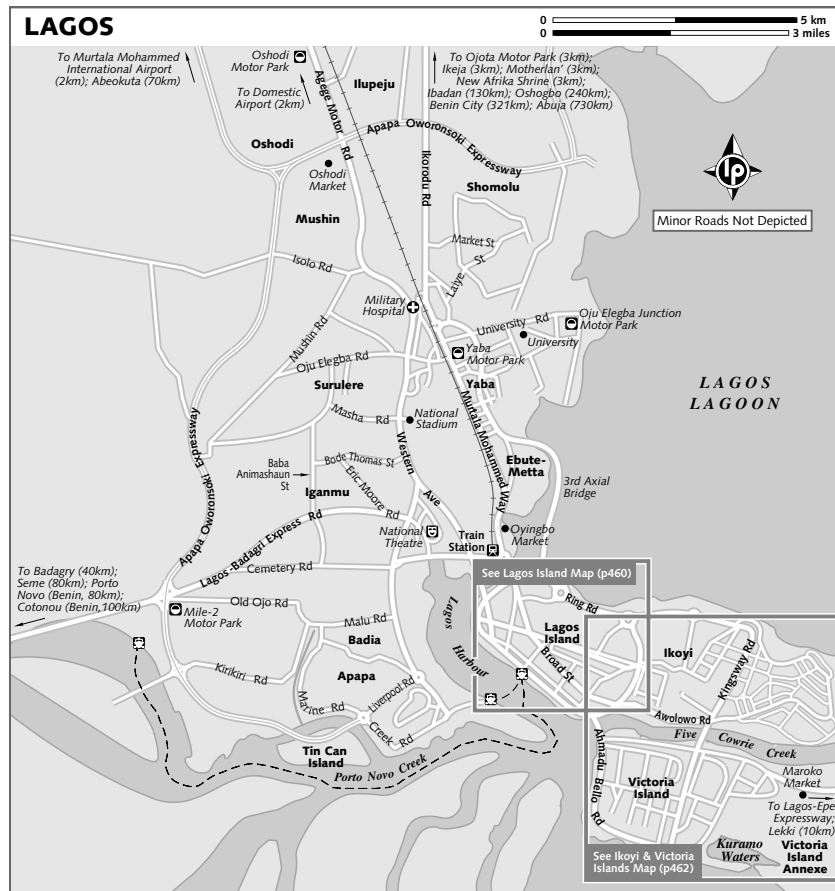 LAGOS
0 5 km
0 3 miles
To Murtala Mohammed
International Airport
(2km); Abeokuta (70km)
Oshodi
Motor Park
To Domestic
Airport (2km)
Agege Motor Rd
Ilupeju
To Ojota Motor Park (3km);
Ikeja (3km); Motherlan' (3km);
New Afrika Shrine (3km);
Ibadan (130km); Oshogbo (240km);
Benin City (321km); Abuja (730km)
Oshodi
Apapa Oworonsoki Expressway
Oshodi
Market
Ikorodu Rd
Shomolu
lp
Minor Roads Not Depicted
Mushin
Market St
Isolo Rd
Laiye St
Military
Hospital
Mushin Rd
University Rd
Oju Elegba Junction
Motor Park
University
Yaba
Motor Park
Oju Elegba Rd
Surulere
Yaba
LAGOS
LAGOON
Masha Rd
National
Stadium
Murtala Mohammed Way
Western Ave
Apapa Oworonsoki Expressway
Bode Thomas St
Ebute-
Metta
Baba
Animashaun
St
Eric Moore Rd
3rd Axial
Bridge
Iganmu
Lagos-Badagri Express Rd
National
Theatre
Train
Station
Oyingbo
Market
Cemetery Rd
To Badagry (40km);
Seme (80km); Porto
Novo (Benin, 80km);
Cotonou (Benin,100km)
See Lagos Island Map (p460)
Mile-2
Motor Park
Old Ojo Rd
Malu Rd
Ring Rd
Lagos Harbour
Lagos
Island
Badia
Broad St
Ikoyi
Kingsway Rd
Kirikiri Rd
Apapa
Marine Rd
Liverpool Rd
Creek Rd
Awolowo Rd
Five Cowrie Creek
Tin Can
Island
Porto Novo Creek
Ahmadu Bello Rd
Victoria
Island
Maroko
Market
To Lagos-Epe
Expressway;
Lekki (10km)
See Ikoyi & Victoria
Islands Map (p462)
Kuramo
Waters
Victoria
Island
Annexe